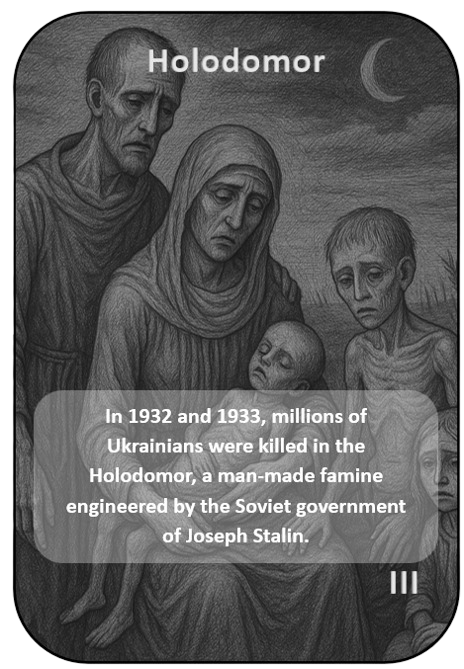 Holodomor
In 1932 and 1933, millions of
Ukrainians were killed in the
Holodomor, a man-made famine
engineered by the Soviet government
of Joseph Stalin.
III